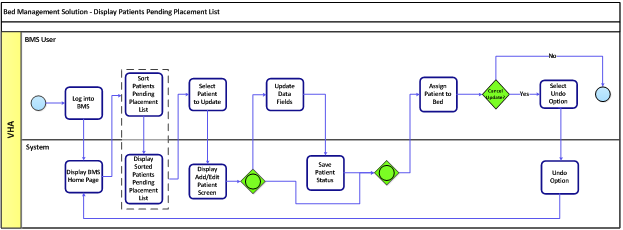 Bed Management Solution - Display Patients Pending Placement List
BMS User
VHA
System
Log into
BMS
Sort
Patients
Pending
Placement
List
Select
Patient
to Update
Update
Data
Fields
Assign
Patient to
Bed
Cancel
Update?
No
Yes
Select
Undo
Option
Display BMS
Home Page
Display
Sorted
Patients
Pending
Placement
List
Display
Add/Edit
Patient
Screen
Save
Patient
Status
Undo
Option